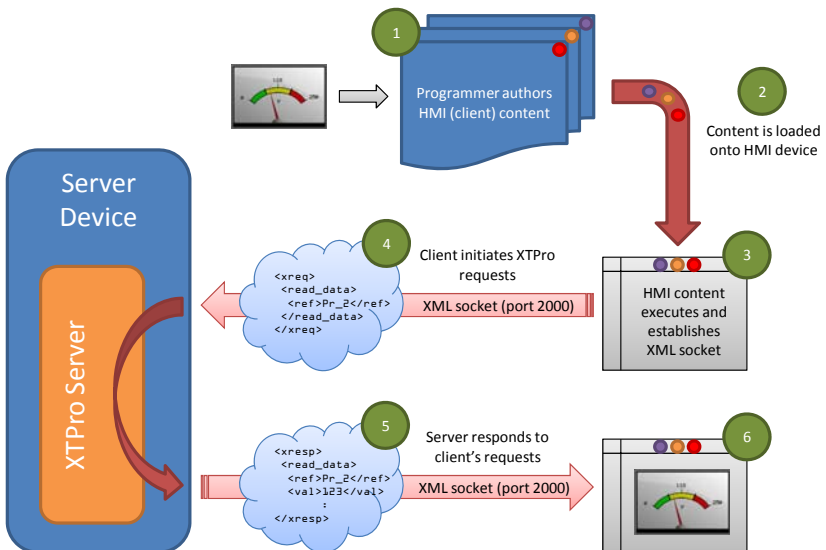 1
Programmer authors
HMI (client) content
2
Content is loaded
onto HMI device
Server
Device
XTPro Server
3
HMI content
executes and
establishes
XML socket
4
Client initiates XTPro
requests
XML socket (port 2000)
<xreq>
<read_data>
<ref>Pr_2</ref>
</read_data>
</xreq>
5
Server responds to
client's requests
XML socket (port 2000)
<xresp>
<read_data>
<ref>Pr_2</ref>
<val>123</val>
:
</xresp>
6